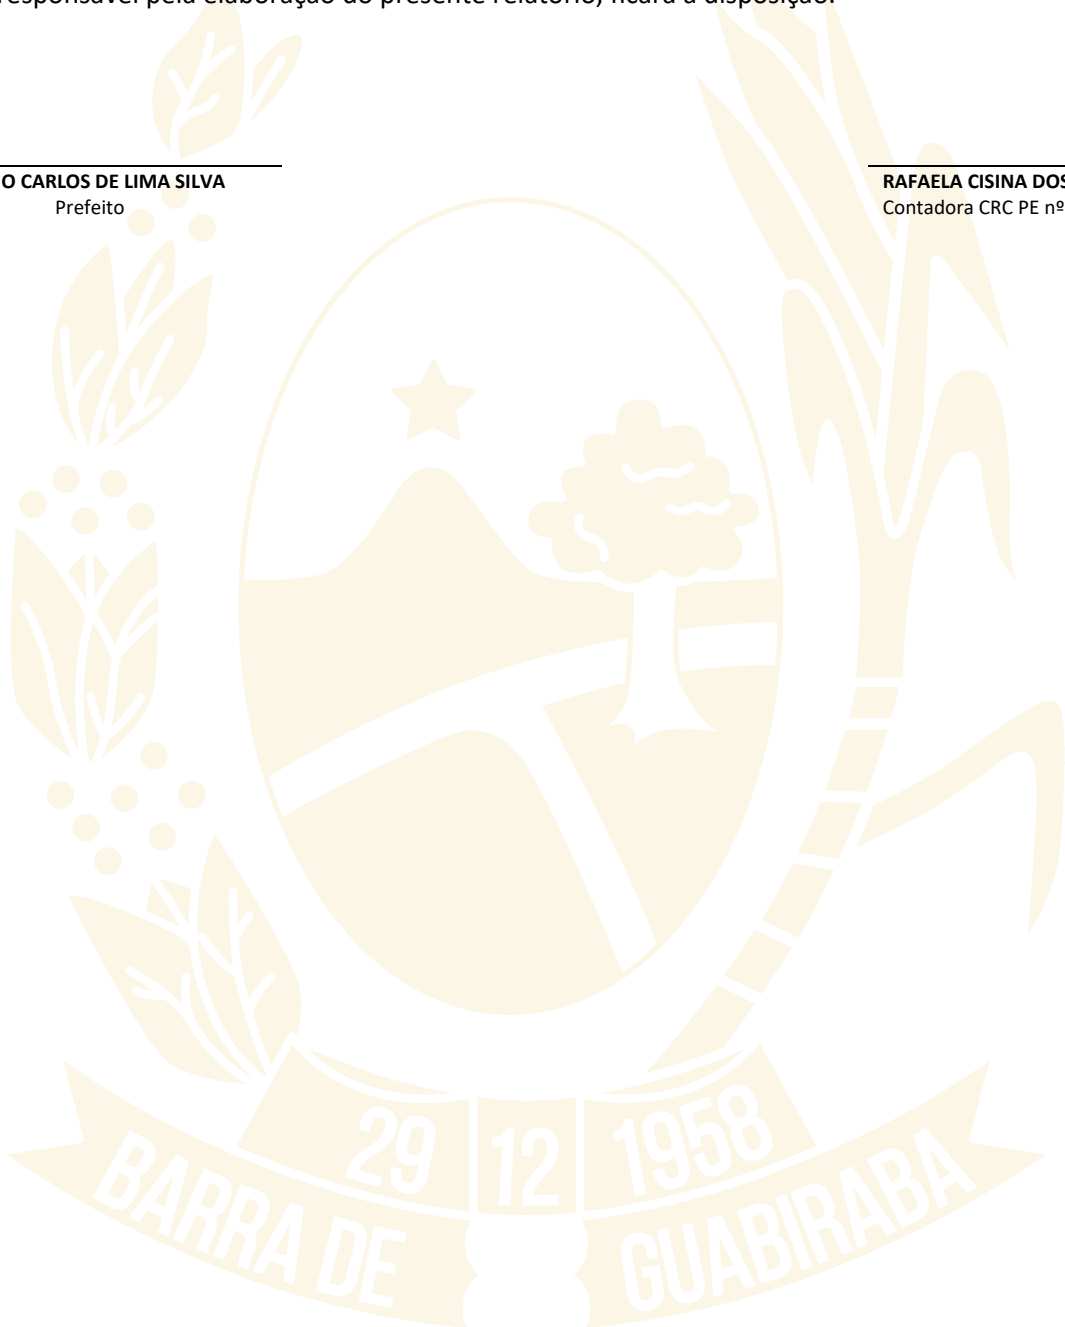 responsável pela elaboração do presente relatório, ficará à disposição.
O CARLOS DE LIMA SILVA
Prefeito
RAFAELA CISINA DOS
Contadora CRC PE nº
29 12 1958
BARRA DE GUABIRABA